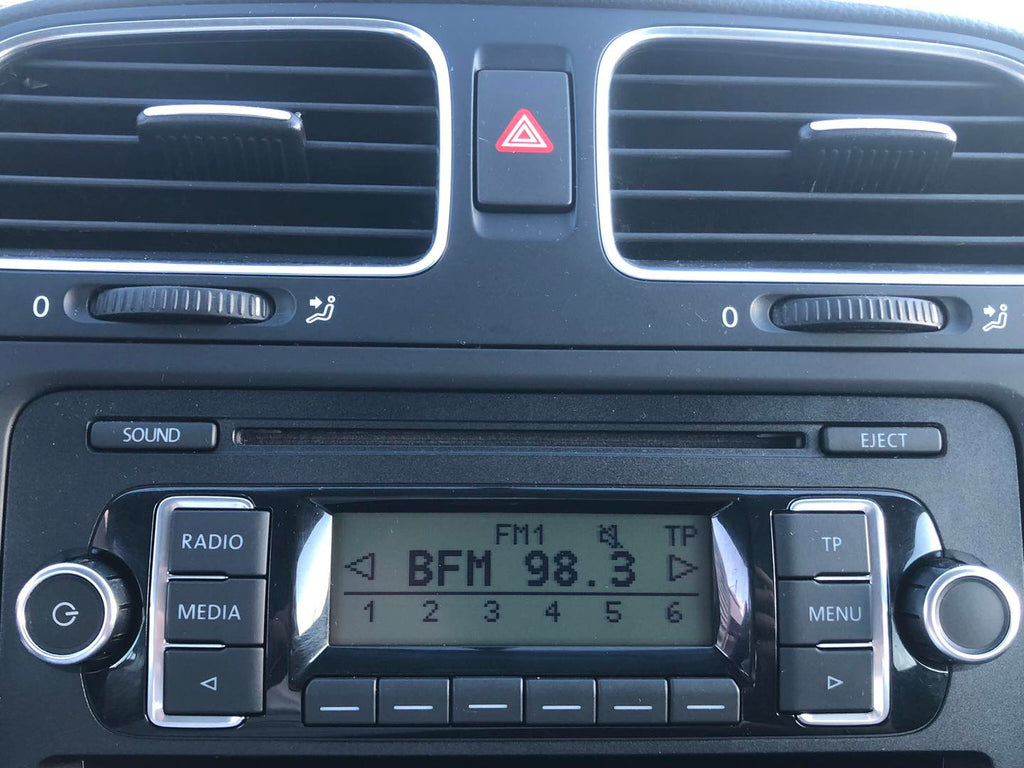 0
0
SOUND
EJECT
RADIO
FM1
TP
TP
BFM 98.3
MEDIA
1 2 3 4 5 6
MENU